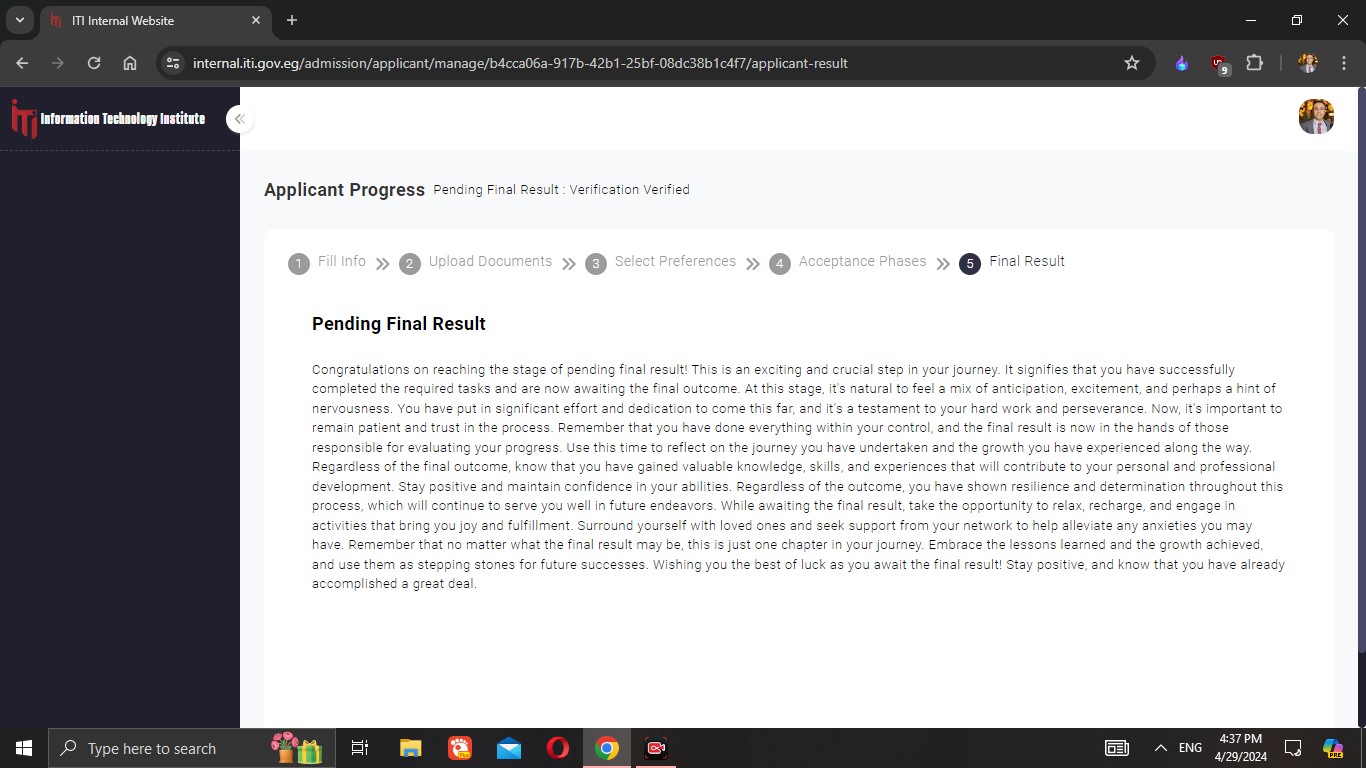 ITI Internal Website
internal.iti.gov.eg/admission/applicant/manage/b4cca06a-917b-42b1-25bf-08dc38b1c4f7/applicant-result
9
iTi Information Technology Institute
Applicant Progress Pending Final Result : Verification Verified
1 Fill Info 2 Upload Documents 3 Select Preferences 4 Acceptance Phases 5 Final Result
Pending Final Result
Congratulations on reaching the stage of pending final result! This is an exciting and crucial step in your journey. It signifies that you have successfully
completed the required tasks and are now awaiting the final outcome. At this stage, it's natural to feel a mix of anticipation, excitement, and perhaps a hint of
nervousness. You have put in significant effort and dedication to come this far, and it's a testament to your hard work and perseverance. Now, it's important to
remain patient and trust in the process. Remember that you have done everything within your control, and the final result is now in the hands of those
responsible for evaluating your progress. Use this time to reflect on the journey you have undertaken and the growth you have experienced along the way.
Regardless of the final outcome, know that you have gained valuable knowledge, skills, and experiences that will contribute to your personal and professional
development. Stay positive and maintain confidence in your abilities. Regardless of the outcome, you have shown resilience and determination throughout this
process, which will continue to serve you well in future endeavors. While awaiting the final result, take the opportunity to relax, recharge, and engage in
activities that bring you joy and fulfillment. Surround yourself with loved ones and seek support from your network to help alleviate any anxieties you may
have. Remember that no matter what the final result may be, this is just one chapter in your journey. Embrace the lessons learned and the growth achieved,
and use them as stepping stones for future successes. Wishing you the best of luck as you await the final result! Stay positive, and know that you have already
accomplished a great deal.
Type here to search
ENG
4:37 PM
4/29/2024
PRE